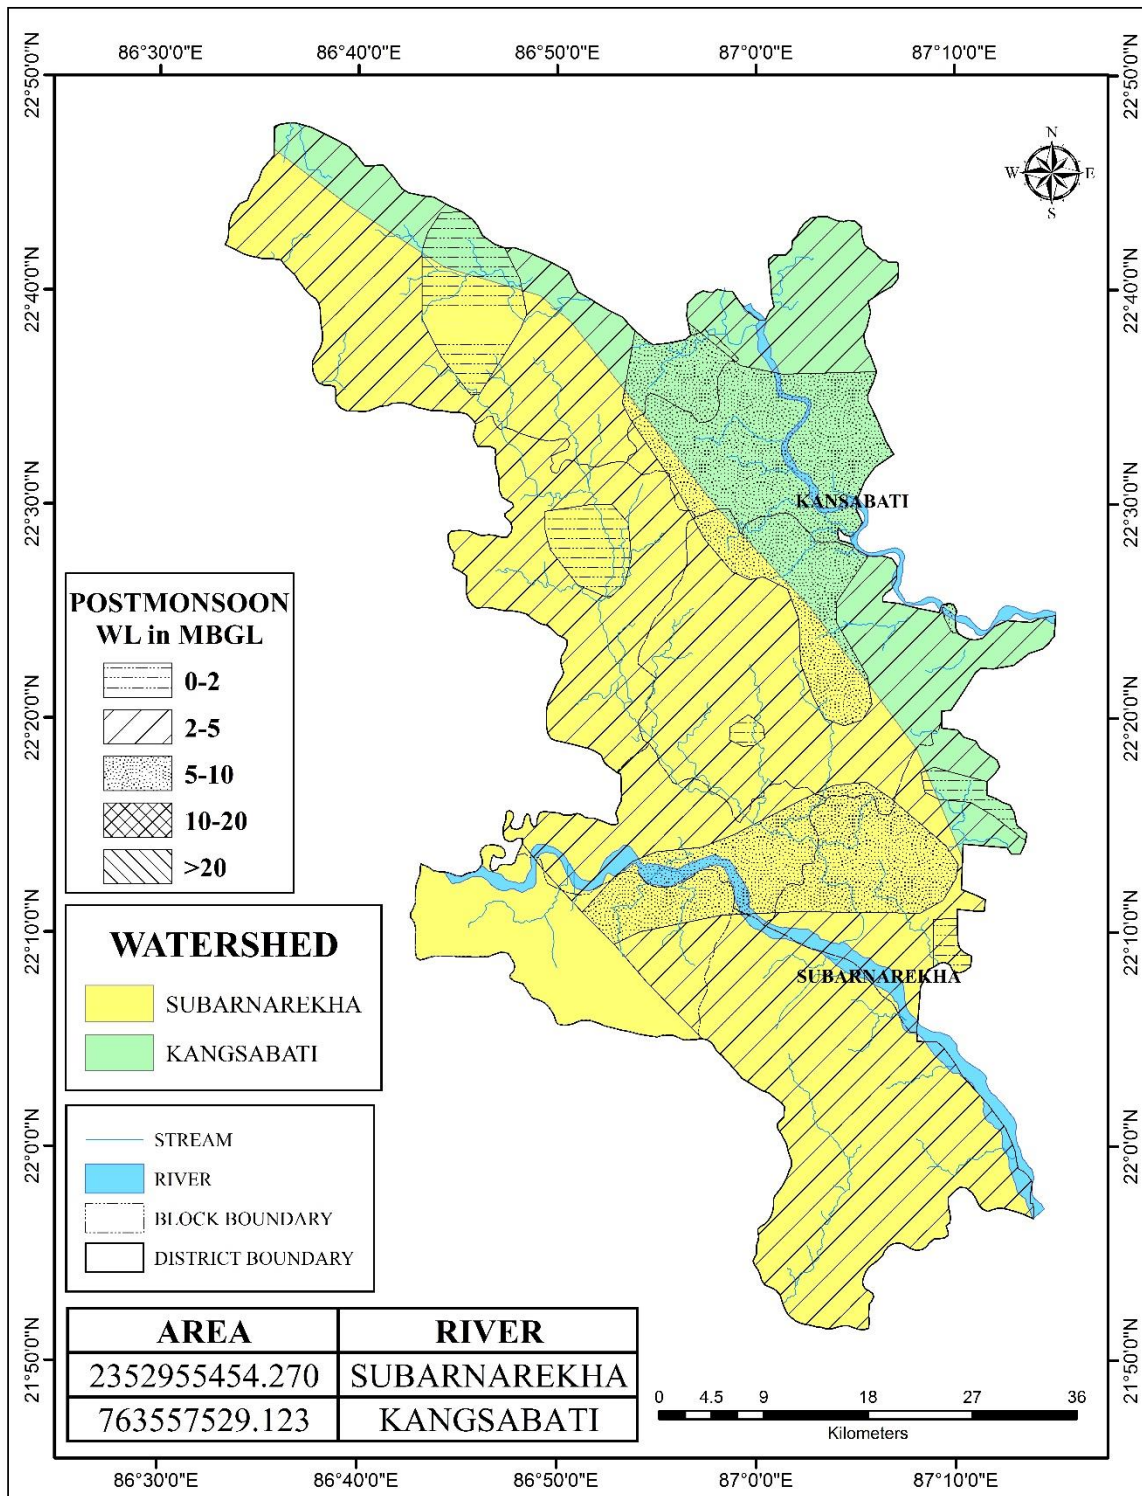 86°30'0"E 86°40'0"E 86°50'0"E 87°0'0"E 87°10'0"E
22°50'0"N
22°50'0"N
N
W E
S
22°40'0"N
22°40'0"N
22°30'0"N
22°30'0"N
KANSABATI
POSTMONSOON
WL in MBGL
0-2
2-5
5-10
10-20
>20
22°20'0"N
22°20'0"N
22°10'0"N
22°10'0"N
WATERSHED
SUBARNAREKHA
KANGSABATI
SUBARNAREKHA
STREAM
RIVER
BLOCK BOUNDARY
DISTRICT BOUNDARY
22°0'0"N
22°0'0"N
AREA RIVER
2352955454.270 SUBARNAREKHA
763557529.123 KANGSABATI
21°50'0"N
21°50'0"N
0 4.5 9 18 27 36
Kilometers
86°30'0"E 86°40'0"E 86°50'0"E 87°0'0"E 87°10'0"E